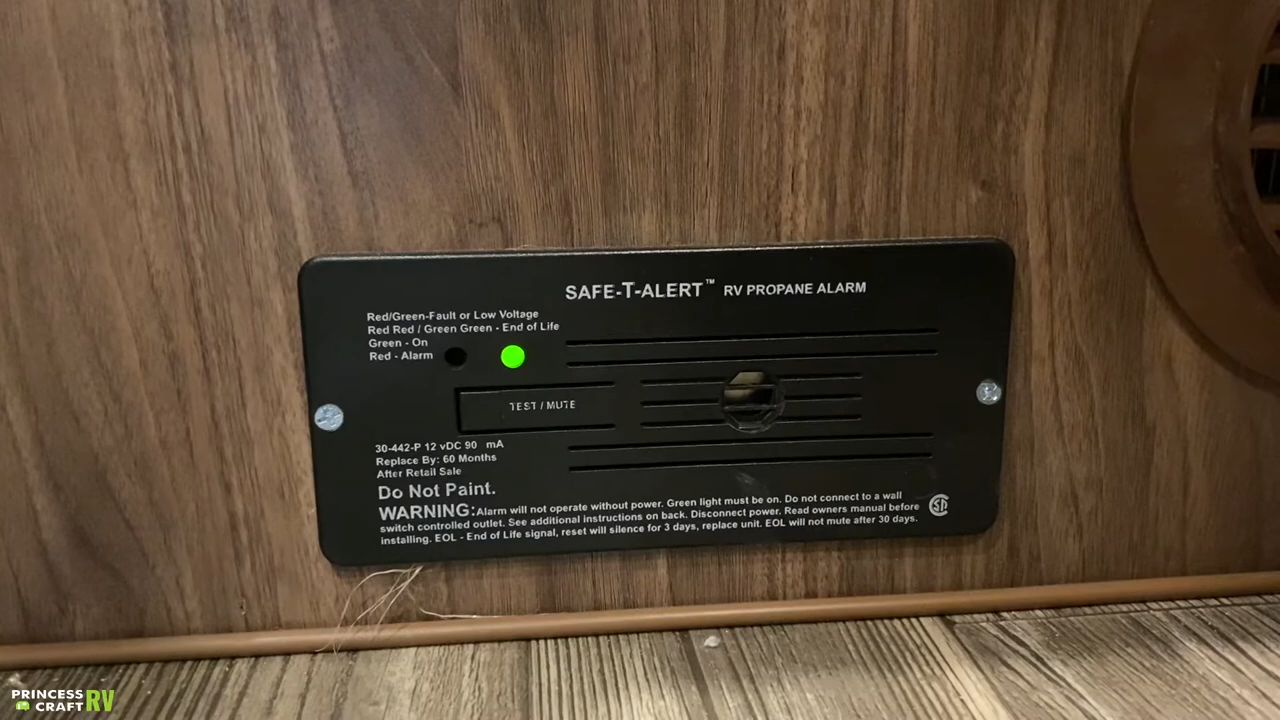 SAFE-T-ALERT™ RV PROPANE ALARM
Red/Green-Fault or Low Voltage
Red Red / Green Green - End of Life
Green - On
Red - Alarm
TEST / MUTE
30-442-P 12 vDC 90 mA
Replace By: 60 Months
After Retail Sale
Do Not Paint.
WARNING: Alarm will not operate without power. Green light must be on. Do not connect to a wall
switch controlled outlet. See additional instructions on back. Disconnect power. Read owners manual before
installing. EOL - End of Life signal, reset will silence for 3 days, replace unit. EOL will not mute after 30 days.
PRINCESS
CRAFT RV